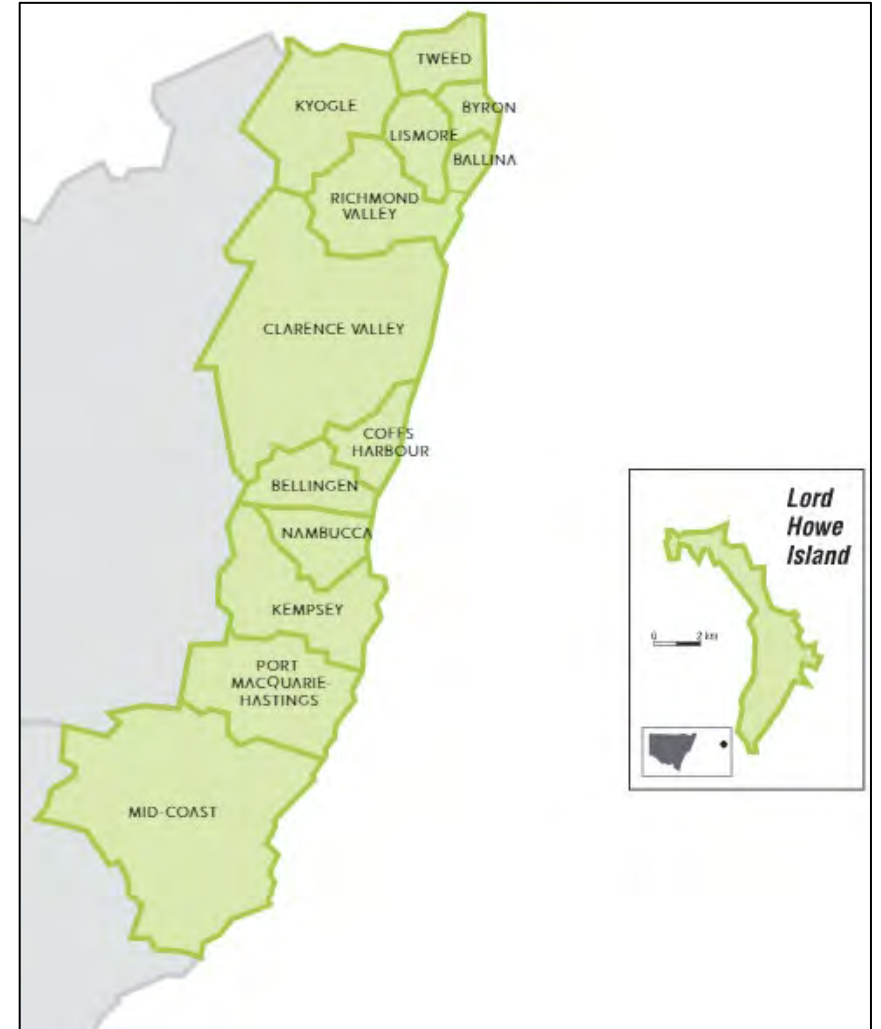 TWEED
KYOGLE
BYRON
LISMORE
BALLINA
RICHMOND
VALLEY
CLARENCE VALLEY
COFFS
HARBOUR
BELLINGEN
NAMBUCCA
KEMPSEY
PORT
MACQUARIE-
HASTINGS
MID-COAST
Lord
Howe
Island
0 2 km